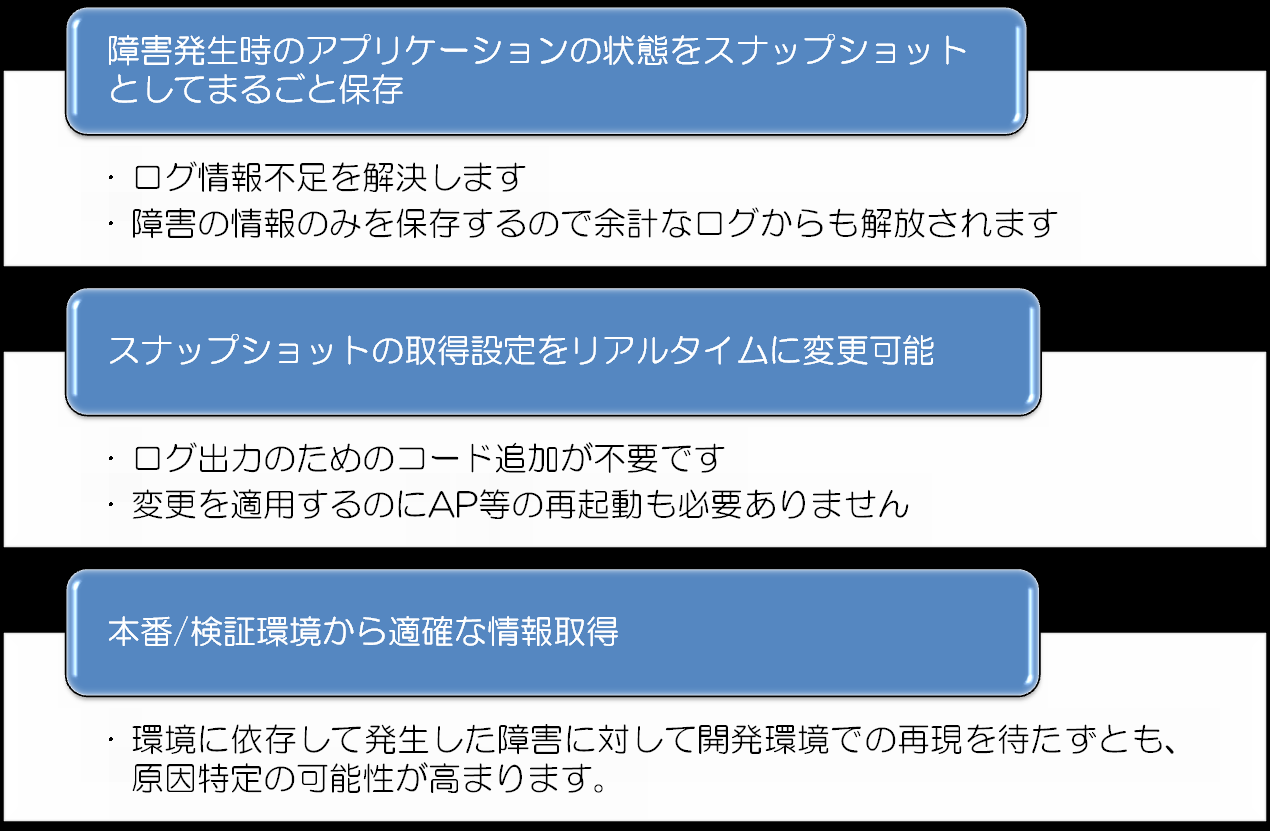 障害発生時のアプリケーションの状態をスナップショット
としてまるごと保存
・ログ情報不足を解決します
・障害の情報のみを保存するので余計なログからも解放されます
スナップショットの取得設定をリアルタイムに変更可能
・ログ出力のためのコード追加が不要です
・変更を適用するのにAP等の再起動も必要ありません
本番/検証環境から適確な情報取得
・環境に依存して発生した障害に対して開発環境での再現を待たずとも、
原因特定の可能性が高まります。